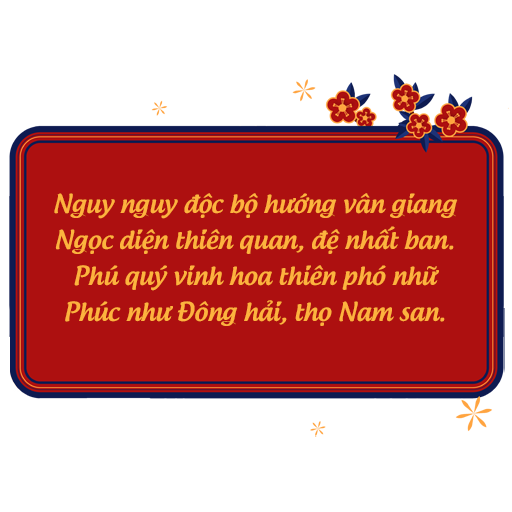 Nguy nguy độc bộ hướng vân giang
Ngọc diện thiên quan, đệ nhất ban.
Phú quý vinh hoa thiên phó nhữ
Phúc như Đông hải, thọ Nam san.